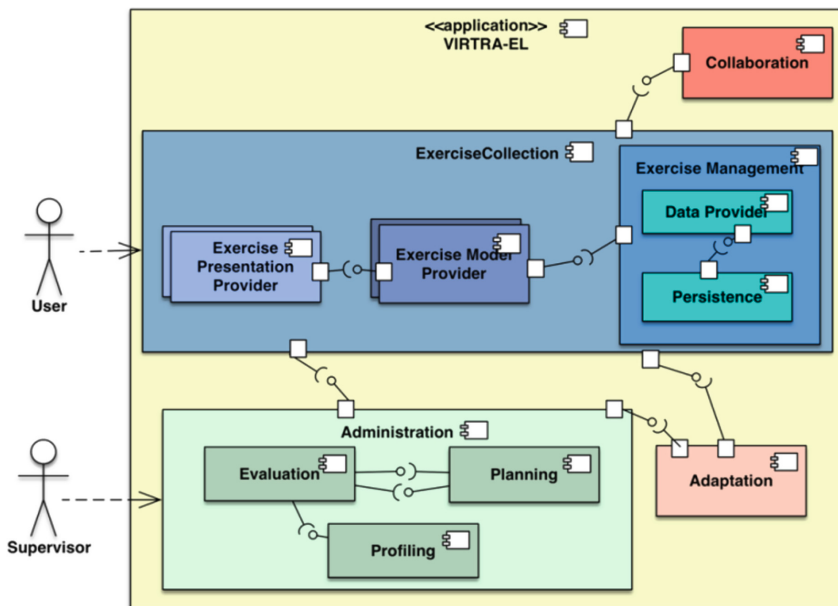 <<application>>
VIRTRA-EL
Collaboration
ExerciseCollection
Exercise Management
Data Provider
Exercise
Presentation
Provider
Exercise Model
Provider
Persistence
User
Administration
Evaluation
Planning
Adaptation
Supervisor
Profiling